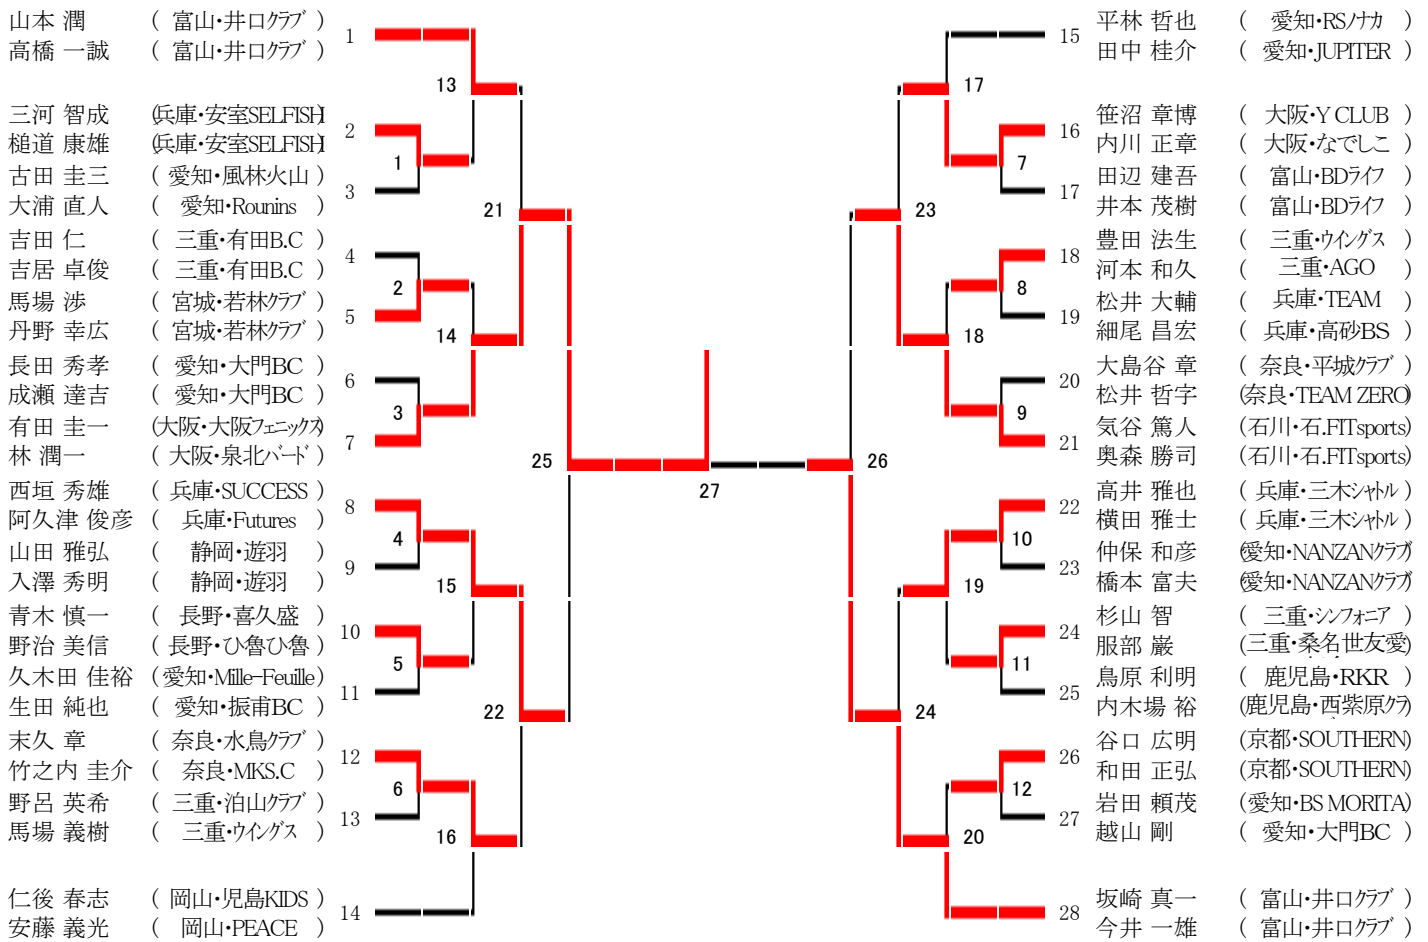 山本 潤 ( 富山・井口クラブ ) 1
高橋 一誠 ( 富山・井口クラブ )
13
三河 智成 (兵庫・安室SELFISH
槌道 康雄 (兵庫・安室SELFISH 2
1
古田 圭三 ( 愛知・風林火山 )
大浦 直人 ( 愛知・Rounins ) 3
21
吉田 仁 ( 三重・有田B.C )
吉居 卓俊 ( 三重・有田B.C ) 4
2
馬場 渉 ( 宮城・若林クラブ )
丹野 幸広 ( 宮城・若林クラブ ) 5
14
長田 秀孝 ( 愛知・大門BC )
成瀬 達吉 ( 愛知・大門BC ) 6
3
有田 圭一 (大阪・大阪フェニックス)
林 潤一 ( 大阪・泉北バード ) 7
25
西垣 秀雄 ( 兵庫・SUCCESS )
阿久津 俊彦 ( 兵庫・Futures ) 8
4
山田 雅弘 ( 静岡・遊羽 )
入澤 秀明 ( 静岡・遊羽 ) 9
15
青木 慎一 ( 長野・喜久盛 )
野治 美信 ( 長野・ひ魯ひ魯 ) 10
5
久木田 佳裕 (愛知・Mille-Feuille)
生田 純也 ( 愛知・振甫BC ) 11
22
末久 章 ( 奈良・水鳥クラブ )
竹之内 圭介 ( 奈良・MKS.C ) 12
6
野呂 英希 ( 三重・泊山クラブ )
馬場 義樹 ( 三重・ウイングス ) 13
16
仁後 春志 ( 岡山・児島KIDS )
安藤 義光 ( 岡山・PEACE ) 14
27
15 平林 哲也 ( 愛知・RSノナカ )
田中 桂介 ( 愛知・JUPITER )
17
16 笹沼 章博 ( 大阪・Y CLUB )
内川 正章 ( 大阪・なでしこ )
7
17 田辺 建吾 ( 富山・BDライフ )
井本 茂樹 ( 富山・BDライフ )
23
18 豊田 法生 ( 三重・ウイングス )
河本 和久 ( 三重・AGO )
8
19 松井 大輔 ( 兵庫・TEAM )
細尾 昌宏 ( 兵庫・高砂BS )
18
20 大島谷 章 ( 奈良・平城クラブ )
松井 哲字 (奈良・TEAM ZERO)
9
21 気谷 篤人 (石川・石.FITsports)
奥森 勝司 (石川・石.FITsports)
26
22 高井 雅也 ( 兵庫・三木シャトル )
横田 雅士 ( 兵庫・三木シャトル )
10
23 仲保 和彦 (愛知・NANZANクラブ)
橋本 富夫 (愛知・NANZANクラブ)
19
24 杉山 智 ( 三重・シンフォニア )
服部 巌 (三重・桑名世友愛)
11
25 鳥原 利明 ( 鹿児島・RKR )
内木場 裕 (鹿児島・西紫原クラ
24
26 谷口 広明 (京都・SOUTHERN)
和田 正弘 (京都・SOUTHERN)
12
27 岩田 頼茂 (愛知・BS MORITA)
越山 剛 ( 愛知・大門BC )
20
28 坂崎 真一 ( 富山・井口クラブ )
今井 一雄 ( 富山・井口クラブ )